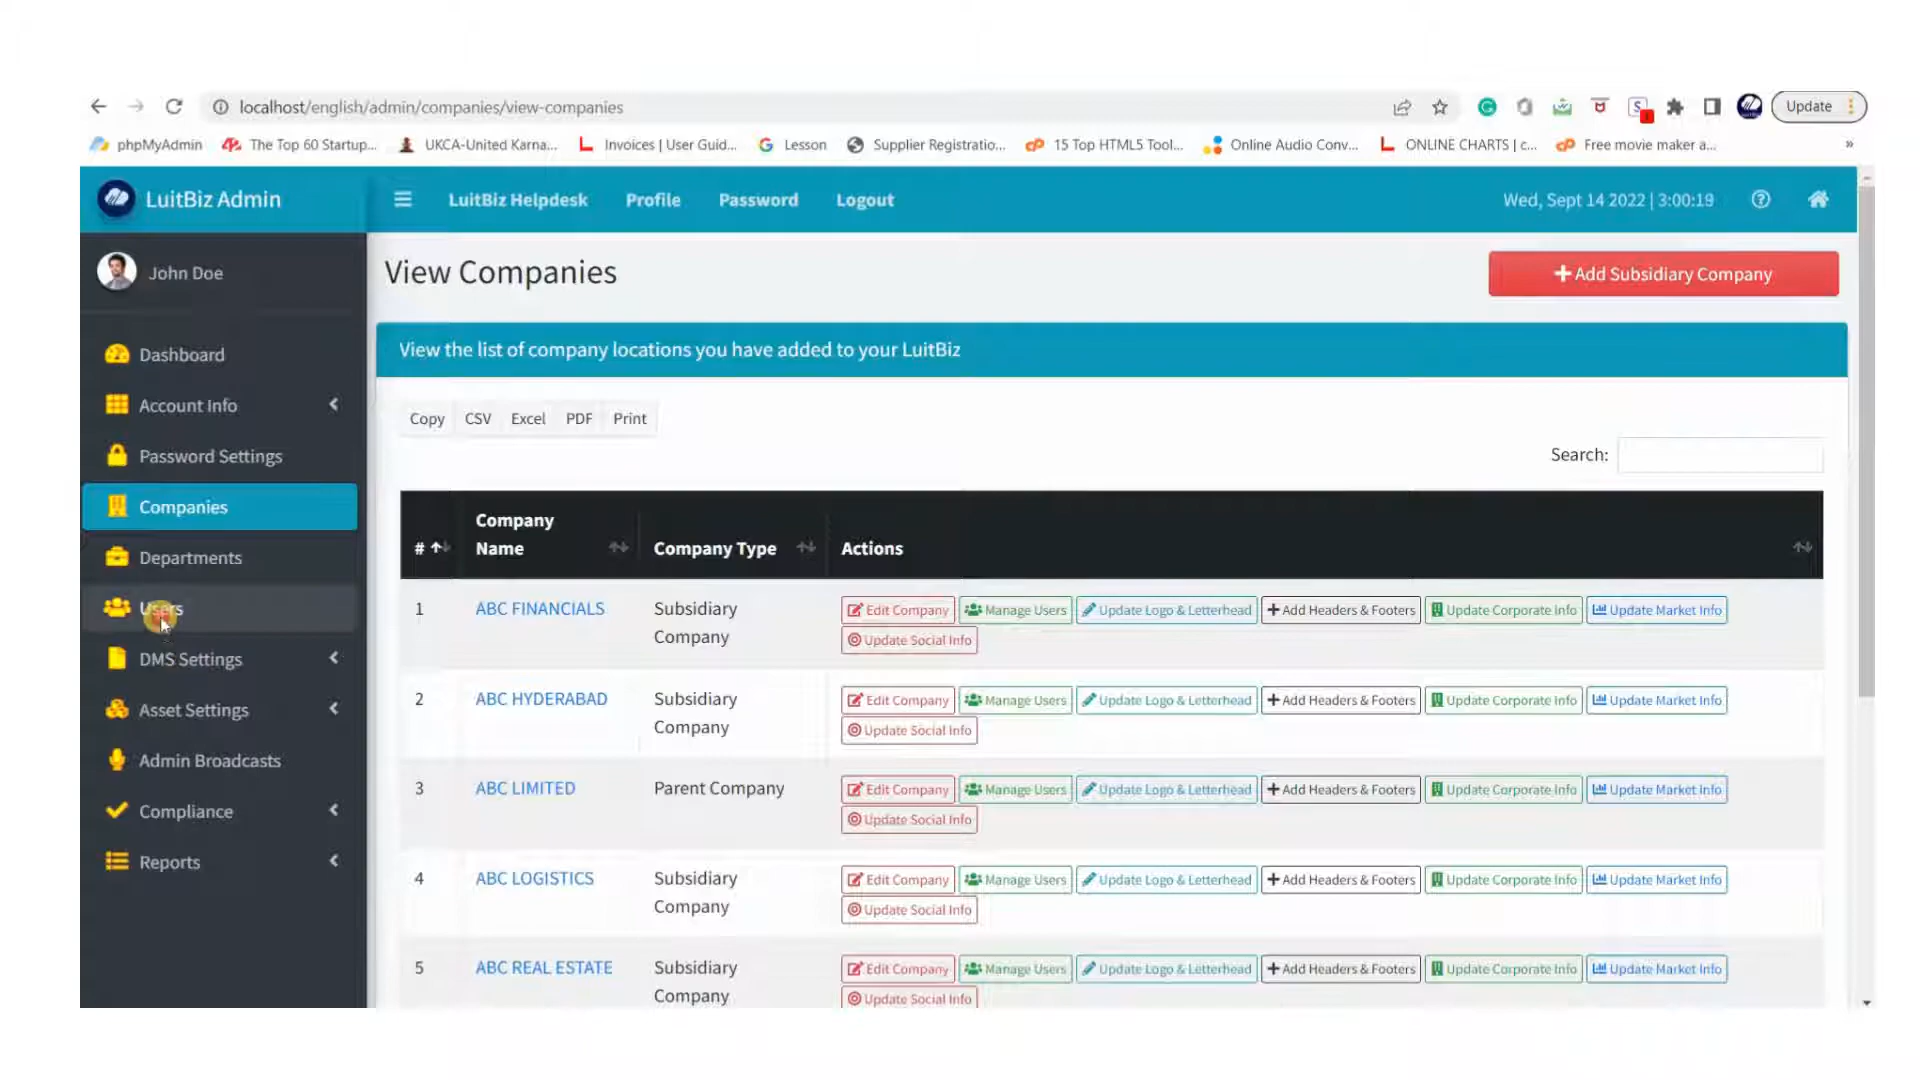 localhost/english/admin/companies/view-companies
Update
phpMyAdmin The Top 60 Startup... UKCA-United Karna... Invoices | User Guid... Lesson Supplier Registratio... 15 Top HTML5 Tool... Online Audio Conv... ONLINE CHARTS | c... Free movie maker a... »
LuitBiz Admin
LuitBiz Helpdesk Profile Password Logout
Wed, Sept 14 2022 | 3:00:19
John Doe
Dashboard
Account Info
Password Settings
Companies
Departments
Users
DMS Settings
Asset Settings
Admin Broadcasts
Compliance
Reports
View Companies
+ Add Subsidiary Company
View the list of company locations you have added to your LuitBiz
Copy CSV Excel PDF Print
Search:
# Company Name Company Type Actions
1 ABC FINANCIALS Subsidiary Company Edit Company Manage Users Update Logo & Letterhead + Add Headers & Footers Update Corporate Info Update Market Info
Update Social Info
2 ABC HYDERABAD Subsidiary Company Edit Company Manage Users Update Logo & Letterhead + Add Headers & Footers Update Corporate Info Update Market Info
Update Social Info
3 ABC LIMITED Parent Company Edit Company Manage Users Update Logo & Letterhead + Add Headers & Footers Update Corporate Info Update Market Info
Update Social Info
4 ABC LOGISTICS Subsidiary Company Edit Company Manage Users Update Logo & Letterhead + Add Headers & Footers Update Corporate Info Update Market Info
Update Social Info
5 ABC REAL ESTATE Subsidiary Company Edit Company Manage Users Update Logo & Letterhead + Add Headers & Footers Update Corporate Info Update Market Info
Update Social Info